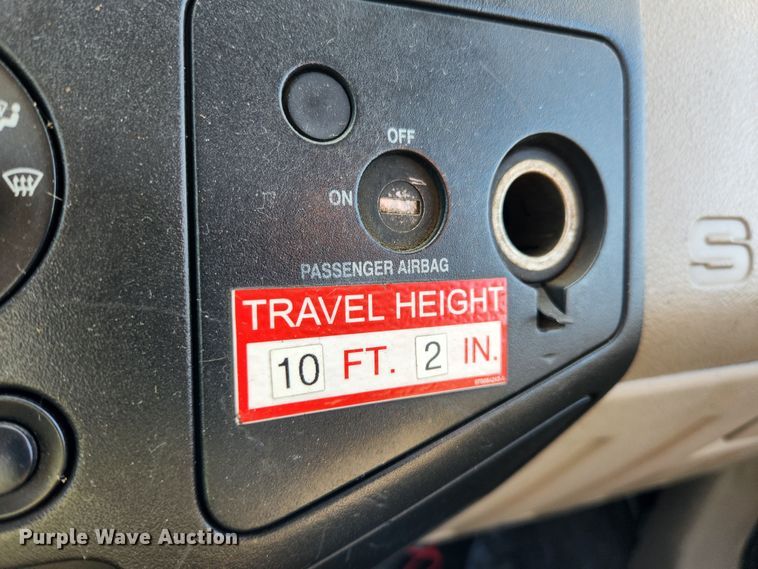 OFF
ON
PASSENGER AIRBAG
S
TRAVEL HEIGHT
10 FT. 2 IN.
Purple Wave Auction